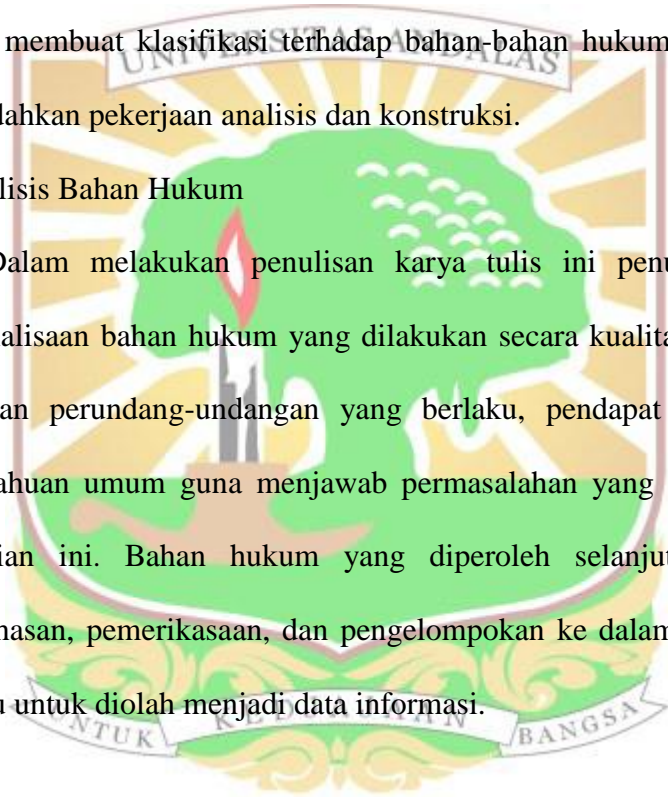 membuat klasifikasi terhadap bahan-bahan hukum
UNIVERSITAS ANDALAS
dahkan pekerjaan analisis dan konstruksi.
lisis Bahan Hukum
Dalam melakukan penulisan karya tulis ini penu
alisaan bahan hukum yang dilakukan secara kualita
an perundang-undangan yang berlaku, pendapat
ahuan umum guna menjawab permasalahan yang
ian ini. Bahan hukum yang diperoleh selanjut
hasan, pemerikasaan, dan pengelompokan ke dalam
u untuk diolah menjadi data informasi.
UNTUK KEDJAJAAN BANGSA